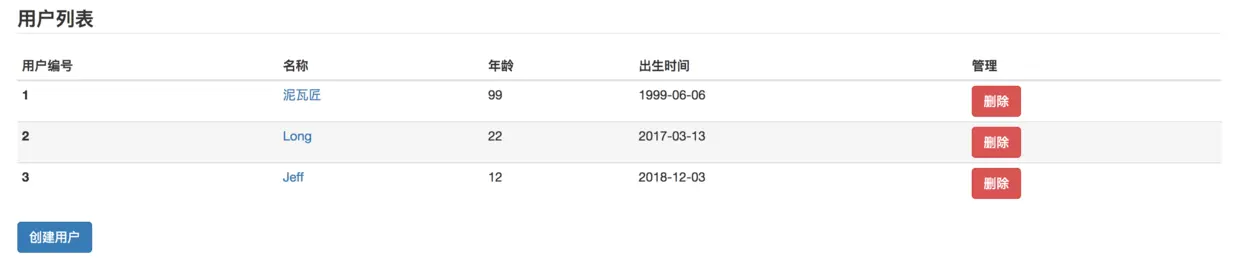 用户列表
用户编号 名称 年龄 出生时间 管理
1 泥瓦匠 99 1999-06-06 删除
2 Long 22 2017-03-13 删除
3 Jeff 12 2018-12-03 删除
创建用户